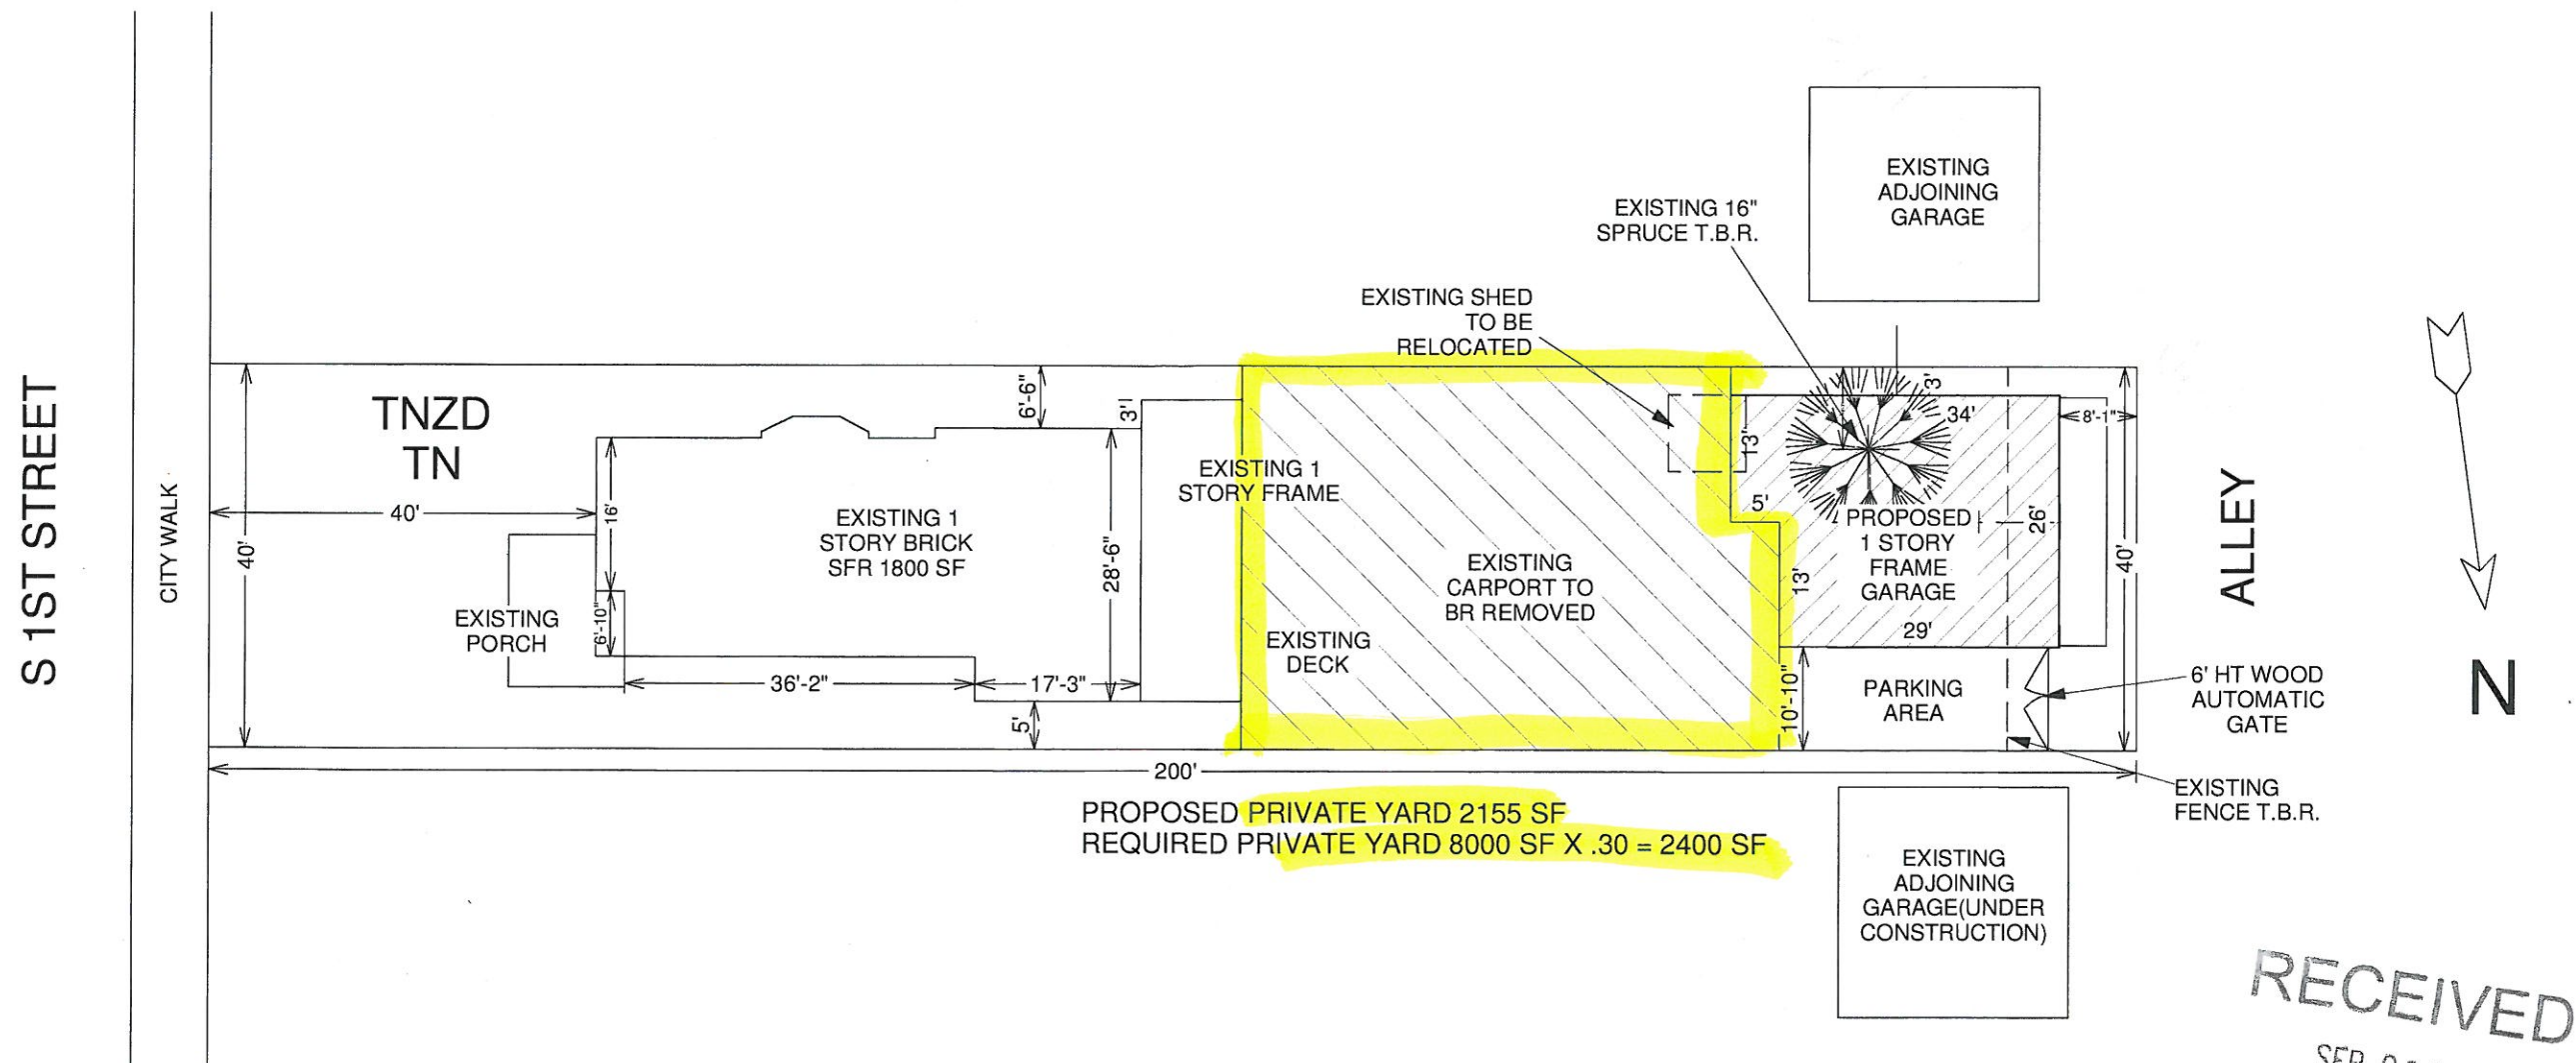 S 1ST STREET
CITY WALK
TNZD
TN
40'
40'
EXISTING
PORCH
16'
6'-10"
EXISTING 1
STORY BRICK
SFR 1800 SF
36'-2"
17'-3"
28'-6"
6'-6"
3'
5'
EXISTING 1
STORY FRAME
EXISTING
DECK
EXISTING
CARPORT TO
BR REMOVED
EXISTING SHED
TO BE
RELOCATED
EXISTING 16"
SPRUCE T.B.R.
EXISTING
ADJOINING
GARAGE
3'
34'
13'
5'
13'
PROPOSED
1 STORY
FRAME
GARAGE
26'
29'
8'-1"
40'
10'-10"
PARKING
AREA
ALLEY
6' HT WOOD
AUTOMATIC
GATE
EXISTING
FENCE T.B.R.
N
200'
PROPOSED PRIVATE YARD 2155 SF
REQUIRED PRIVATE YARD 8000 SF X .30 = 2400 SF
EXISTING
ADJOINING
GARAGE(UNDER
CONSTRUCTION)
RECEIVED